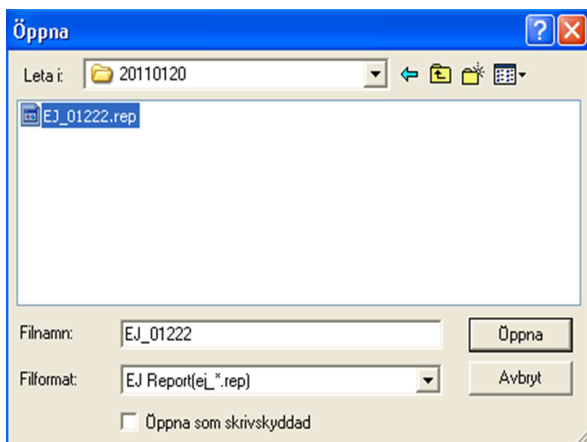 Öppna
Leta i: 20110120
EJ_01222.rep
Filnamn: EJ_01222
Öppna
Filformat: EJ Report(ej_*.rep)
Avbryt
Öppna som skrivskyddad